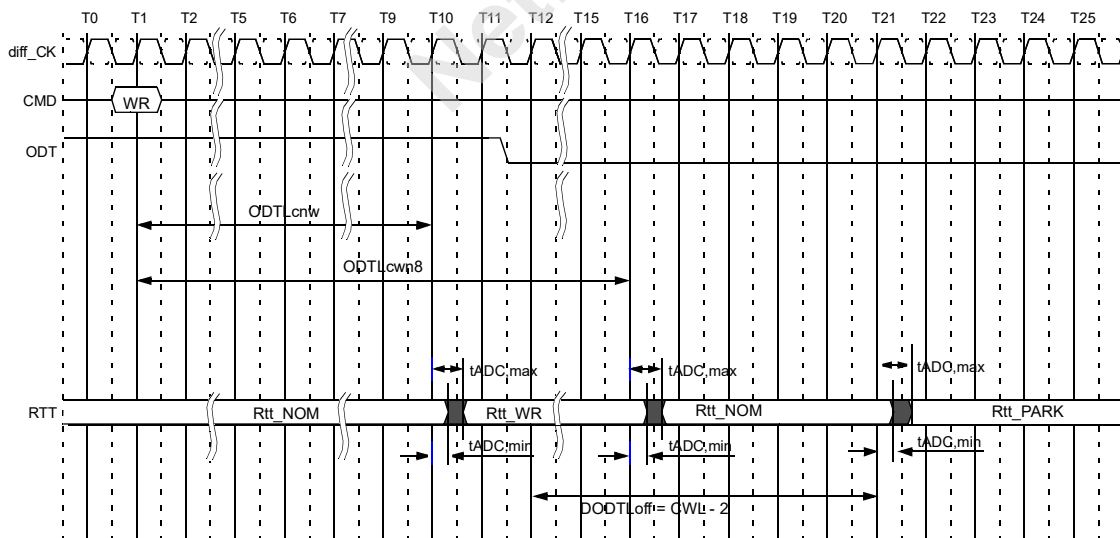 T0 T1 T2 T5 T6 T7 T9 T10 T11 T12 T15 T16 T17 T18 T19 T20 T21 T22 T23 T24 T25
diff_CK
CMD WR
ODT
ODTLcnw
ODTLcwn8
tADC,max tADC,max tADC,max
RTT Rtt_NOM Rtt_WR Rtt_NOM Rtt_PARK
tADC,min tADC,min tADC,min
DODTLoff = CWL - 2